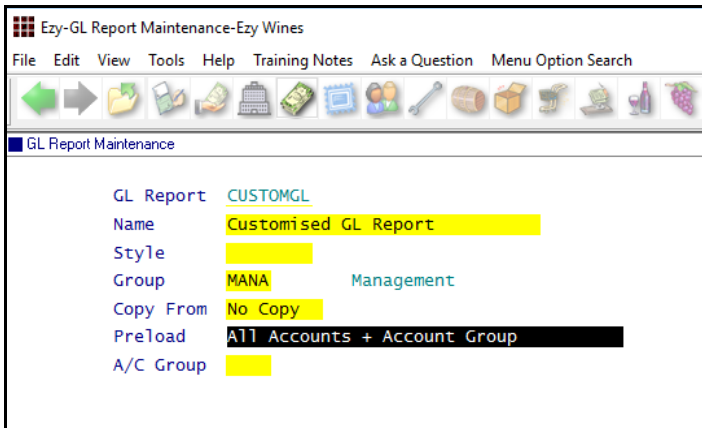 Ezy-GL Report Maintenance-Ezy Wines
File Edit View Tools Help Training Notes Ask a Question Menu Option Search
GL Report Maintenance
GL Report CUSTOMGL
Name Customised GL Report
Style
Group MANA Management
Copy From No Copy
Preload All Accounts + Account Group
A/C Group